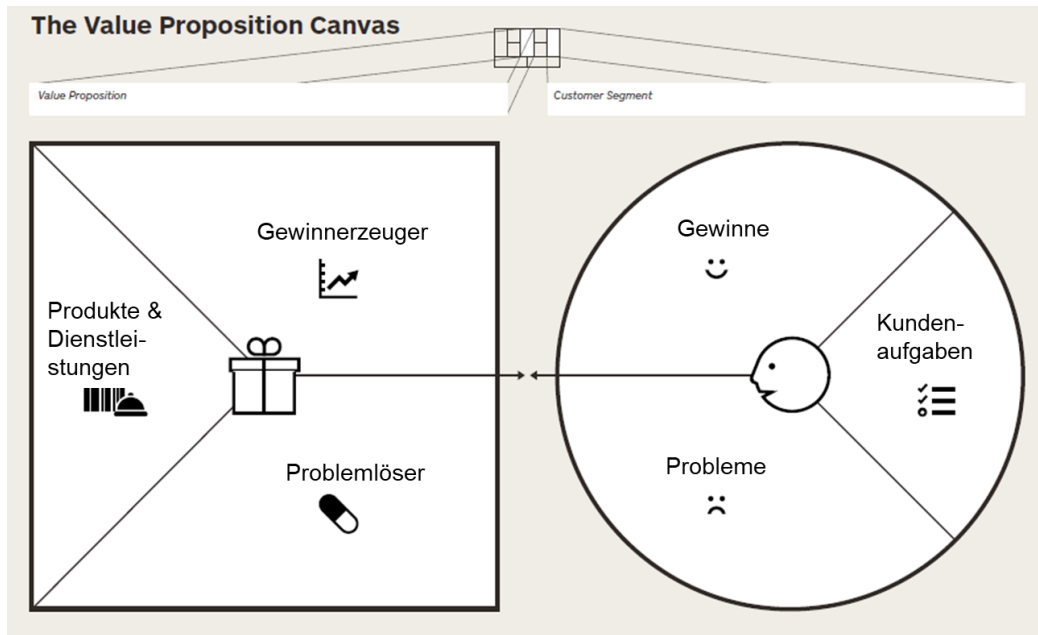 The Value Proposition Canvas
Value Proposition
Customer Segment
Gewinnerzeuger
Produkte &
Dienstlei-
stungen
Problemlöser
Gewinne
Kunden-
aufgaben
Probleme